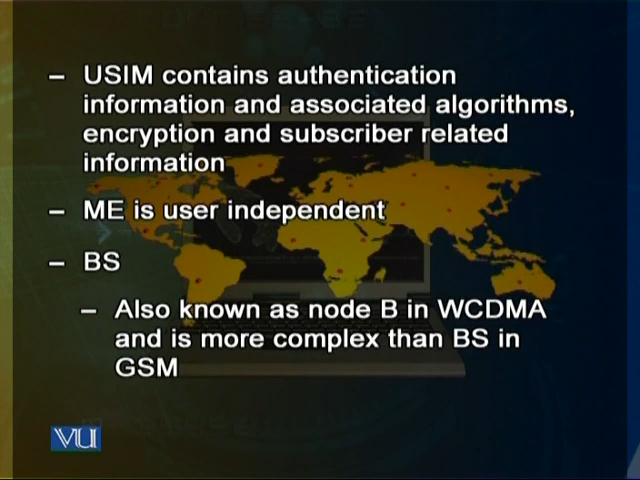 – USIM contains authentication
information and associated algorithms,
encryption and subscriber related
information
– ME is user independent
– BS
– Also known as node B in WCDMA
and is more complex than BS in
GSM
VU